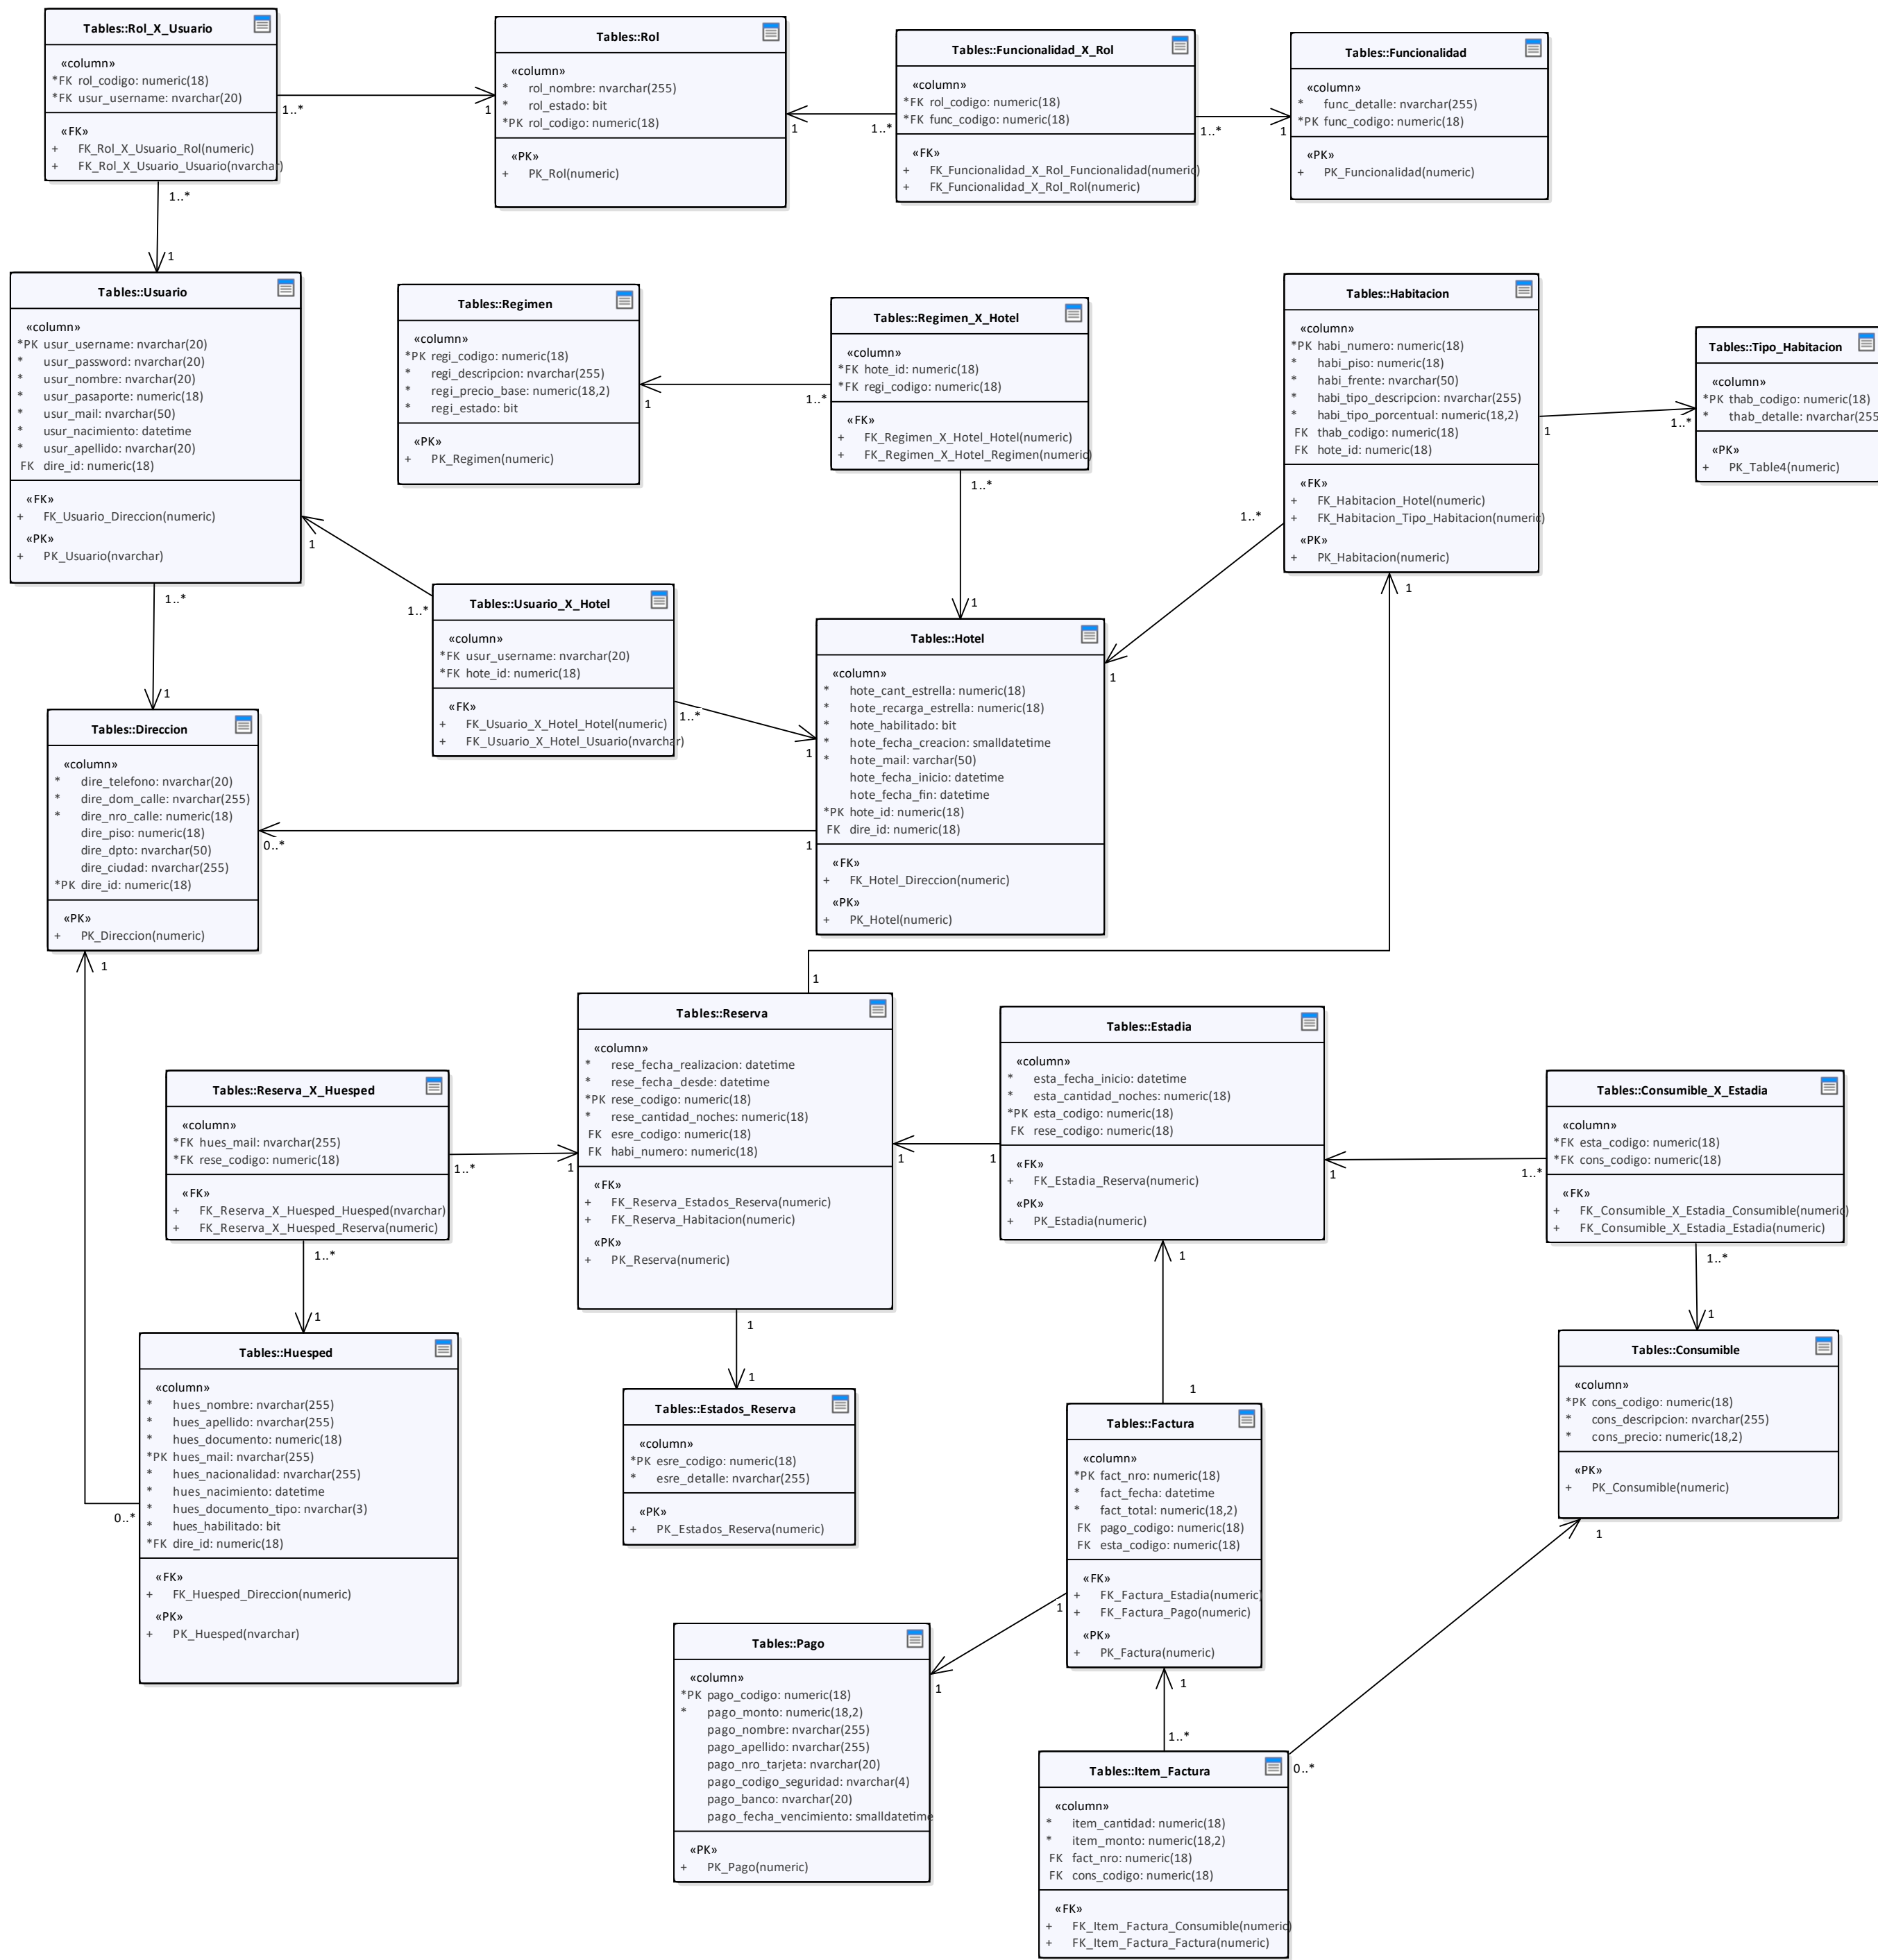 Tables::Rol_X_Usuario
«column»
*FK rol_codigo: numeric(18)
*FK usur_username: nvarchar(20)
«FK»
+ FK_Rol_X_Usuario_Rol(numeric)
+ FK_Rol_X_Usuario_Usuario(nvarchar)
1..*
1
1..*
1
Tables::Rol
«column»
* rol_nombre: nvarchar(255)
* rol_estado: bit
*PK rol_codigo: numeric(18)
«PK»
+ PK_Rol(numeric)
1
1..*
Tables::Funcionalidad_X_Rol
«column»
*FK rol_codigo: numeric(18)
*FK func_codigo: numeric(18)
«FK»
+ FK_Funcionalidad_X_Rol_Funcionalidad(numeric)
+ FK_Funcionalidad_X_Rol_Rol(numeric)
1..*
1
Tables::Funcionalidad
«column»
* func_detalle: nvarchar(255)
*PK func_codigo: numeric(18)
«PK»
+ PK_Funcionalidad(numeric)
Tables::Usuario
«column»
*PK usur_username: nvarchar(20)
* usur_password: nvarchar(20)
* usur_nombre: nvarchar(20)
* usur_pasaporte: numeric(18)
* usur_mail: nvarchar(50)
* usur_nacimiento: datetime
* usur_apellido: nvarchar(20)
FK dire_id: numeric(18)
«FK»
+ FK_Usuario_Direccion(numeric)
«PK»
+ PK_Usuario(nvarchar)
1
1..*
1..*
1
Tables::Regimen
«column»
*PK regi_codigo: numeric(18)
* regi_descripcion: nvarchar(255)
* regi_precio_base: numeric(18,2)
* regi_estado: bit
«PK»
+ PK_Regimen(numeric)
1
1..*
Tables::Regimen_X_Hotel
«column»
*FK hote_id: numeric(18)
*FK regi_codigo: numeric(18)
«FK»
+ FK_Regimen_X_Hotel_Hotel(numeric)
+ FK_Regimen_X_Hotel_Regimen(numeric)
1..*
1
Tables::Habitacion
«column»
*PK habi_numero: numeric(18)
* habi_piso: numeric(18)
* habi_frente: nvarchar(50)
* habi_tipo_descripcion: nvarchar(255)
* habi_tipo_porcentual: numeric(18,2)
FK thab_codigo: numeric(18)
FK hote_id: numeric(18)
«FK»
+ FK_Habitacion_Hotel(numeric)
+ FK_Habitacion_Tipo_Habitacion(numeric)
«PK»
+ PK_Habitacion(numeric)
1
1..*
1..*
1
1
Tables::Tipo_Habitacion
«column»
*PK thab_codigo: numeric(18)
* thab_detalle: nvarchar(255
«PK»
+ PK_Table4(numeric)
Tables::Usuario_X_Hotel
«column»
*FK usur_username: nvarchar(20)
*FK hote_id: numeric(18)
«FK»
+ FK_Usuario_X_Hotel_Hotel(numeric)
+ FK_Usuario_X_Hotel_Usuario(nvarchar)
1..*
1
Tables::Hotel
«column»
* hote_cant_estrella: numeric(18)
* hote_recarga_estrella: numeric(18)
* hote_habilitado: bit
* hote_fecha_creacion: smalldatetime
* hote_mail: varchar(50)
hote_fecha_inicio: datetime
hote_fecha_fin: datetime
*PK hote_id: numeric(18)
FK dire_id: numeric(18)
«FK»
+ FK_Hotel_Direccion(numeric)
«PK»
+ PK_Hotel(numeric)
1
0..*
Tables::Direccion
«column»
* dire_telefono: nvarchar(20)
* dire_dom_calle: nvarchar(255)
* dire_nro_calle: numeric(18)
dire_piso: numeric(18)
dire_dpto: nvarchar(50)
dire_ciudad: nvarchar(255)
*PK dire_id: numeric(18)
«PK»
+ PK_Direccion(numeric)
1
1
Tables::Reserva
«column»
* rese_fecha_realizacion: datetime
* rese_fecha_desde: datetime
*PK rese_codigo: numeric(18)
* rese_cantidad_noches: numeric(18)
FK esre_codigo: numeric(18)
FK habi_numero: numeric(18)
«FK»
+ FK_Reserva_Estados_Reserva(numeric)
+ FK_Reserva_Habitacion(numeric)
«PK»
+ PK_Reserva(numeric)
1
1
1
1
Tables::Estadia
«column»
* esta_fecha_inicio: datetime
* esta_cantidad_noches: numeric(18)
*PK esta_codigo: numeric(18)
FK rese_codigo: numeric(18)
«FK»
+ FK_Estadia_Reserva(numeric)
«PK»
+ PK_Estadia(numeric)
1
1..*
1
1
Tables::Consumible_X_Estadia
«column»
*FK esta_codigo: numeric(18)
*FK cons_codigo: numeric(18)
«FK»
+ FK_Consumible_X_Estadia_Consumible(numeric)
+ FK_Consumible_X_Estadia_Estadia(numeric)
1..*
1
Tables::Reserva_X_Huesped
«column»
*FK hues_mail: nvarchar(255)
*FK rese_codigo: numeric(18)
«FK»
+ FK_Reserva_X_Huesped_Huesped(nvarchar)
+ FK_Reserva_X_Huesped_Reserva(numeric)
1..*
1
1..*
1
Tables::Huesped
«column»
* hues_nombre: nvarchar(255)
* hues_apellido: nvarchar(255)
* hues_documento: numeric(18)
*PK hues_mail: nvarchar(255)
* hues_nacionalidad: nvarchar(255)
* hues_nacimiento: datetime
* hues_documento_tipo: nvarchar(3)
* hues_habilitado: bit
*FK dire_id: numeric(18)
«FK»
+ FK_Huesped_Direccion(numeric)
«PK»
+ PK_Huesped(nvarchar)
0..*
Tables::Estados_Reserva
«column»
*PK esre_codigo: numeric(18)
* esre_detalle: nvarchar(255)
«PK»
+ PK_Estados_Reserva(numeric)
Tables::Factura
«column»
*PK fact_nro: numeric(18)
* fact_fecha: datetime
* fact_total: numeric(18,2)
FK pago_codigo: numeric(18)
FK esta_codigo: numeric(18)
«FK»
+ FK_Factura_Estadia(numeric)
+ FK_Factura_Pago(numeric)
«PK»
+ PK_Factura(numeric)
1
1
1
1..*
Tables::Consumible
«column»
*PK cons_codigo: numeric(18)
* cons_descripcion: nvarchar(255)
* cons_precio: numeric(18,2)
«PK»
+ PK_Consumible(numeric)
1
0..*
Tables::Pago
«column»
*PK pago_codigo: numeric(18)
* pago_monto: numeric(18,2)
pago_nombre: nvarchar(255)
pago_apellido: nvarchar(255)
pago_nro_tarjeta: nvarchar(20)
pago_codigo_seguridad: nvarchar(4)
pago_banco: nvarchar(20)
pago_fecha_vencimiento: smalldatetime
«PK»
+ PK_Pago(numeric)
Tables::Item_Factura
«column»
* item_cantidad: numeric(18)
* item_monto: numeric(18,2)
FK fact_nro: numeric(18)
FK cons_codigo: numeric(18)
«FK»
+ FK_Item_Factura_Consumible(numeric)
+ FK_Item_Factura_Factura(numeric)